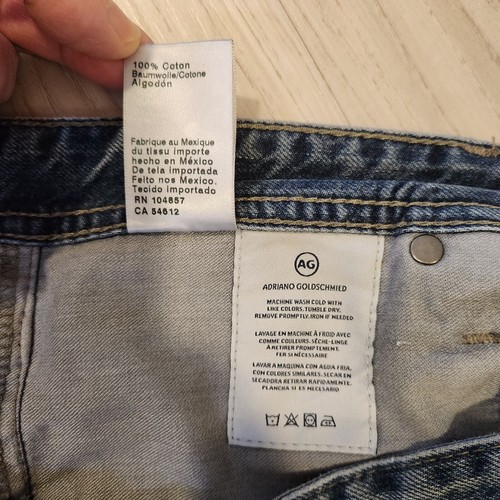 100% Coton
Baumwolle/Cotone
Algodón
Fabrique au Mexique
du tissu importe
hecho en México
De tela importada
Feito nos Mexico.
Tecido importado
RN 104857
CA 54612
AG
ADRIANO GOLDSCHMIED
MACHINE WASH COLD WITH
LIKE COLORS. TUMBLE DRY.
REMOVE PROMPTLY. IRON IF NEEDED
LAVAGE EN MACHINE À FROID AVEC
COMME COULEURS. SÈCHE-LINGE
À RETIRER PROMPTEMENT.
FER SI NÉCESSAIRE
LAVAR A MAQUINA CON AGUA FRIA,
CON COLORES SIMILARES. SECAR EN
SECADORA RETIRAR RAPIDAMENTE.
PLANCHA SI ES NECESARIO